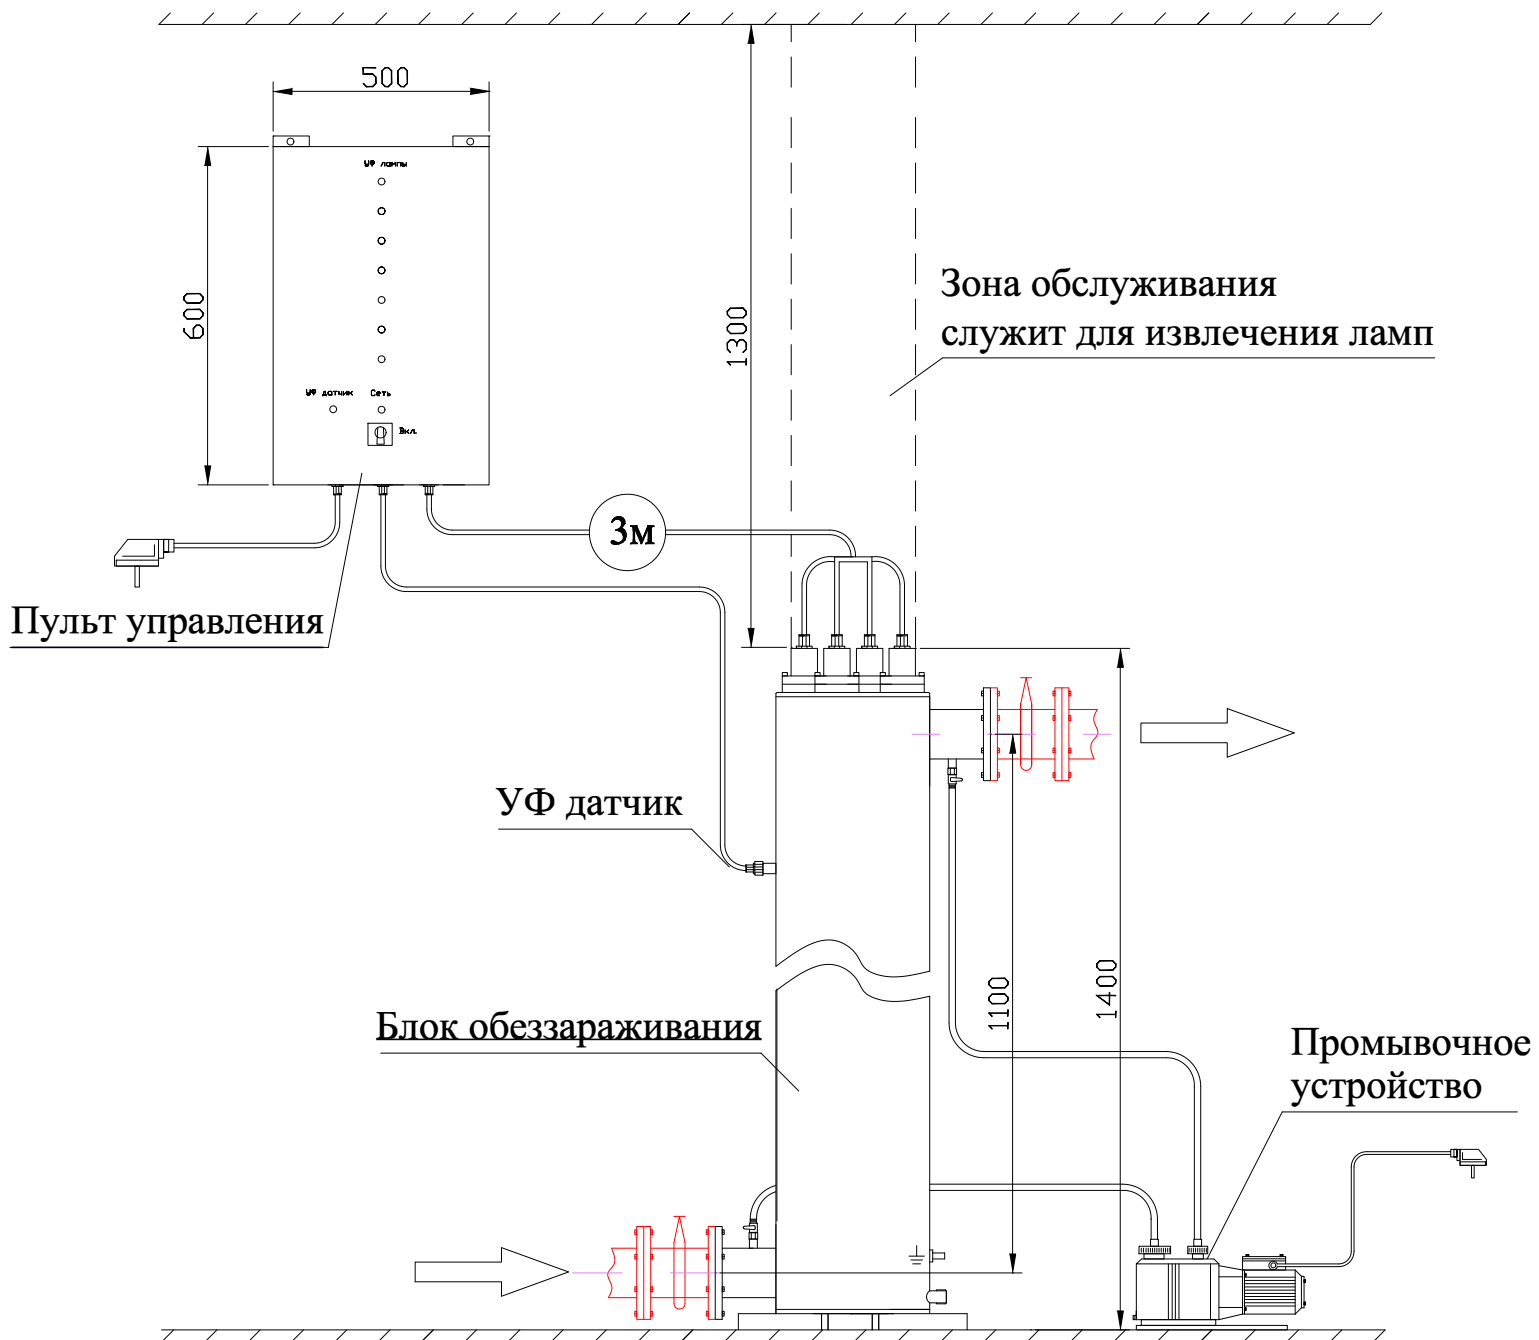 500
УФ лампы
600
1300
Зона обслуживания
служит для извлечения ламп
УФ датчик
Сеть
Вкл.
3м
Пульт управления
УФ датчик
1100
1400
Блок обеззараживания
Промывочное
устройство